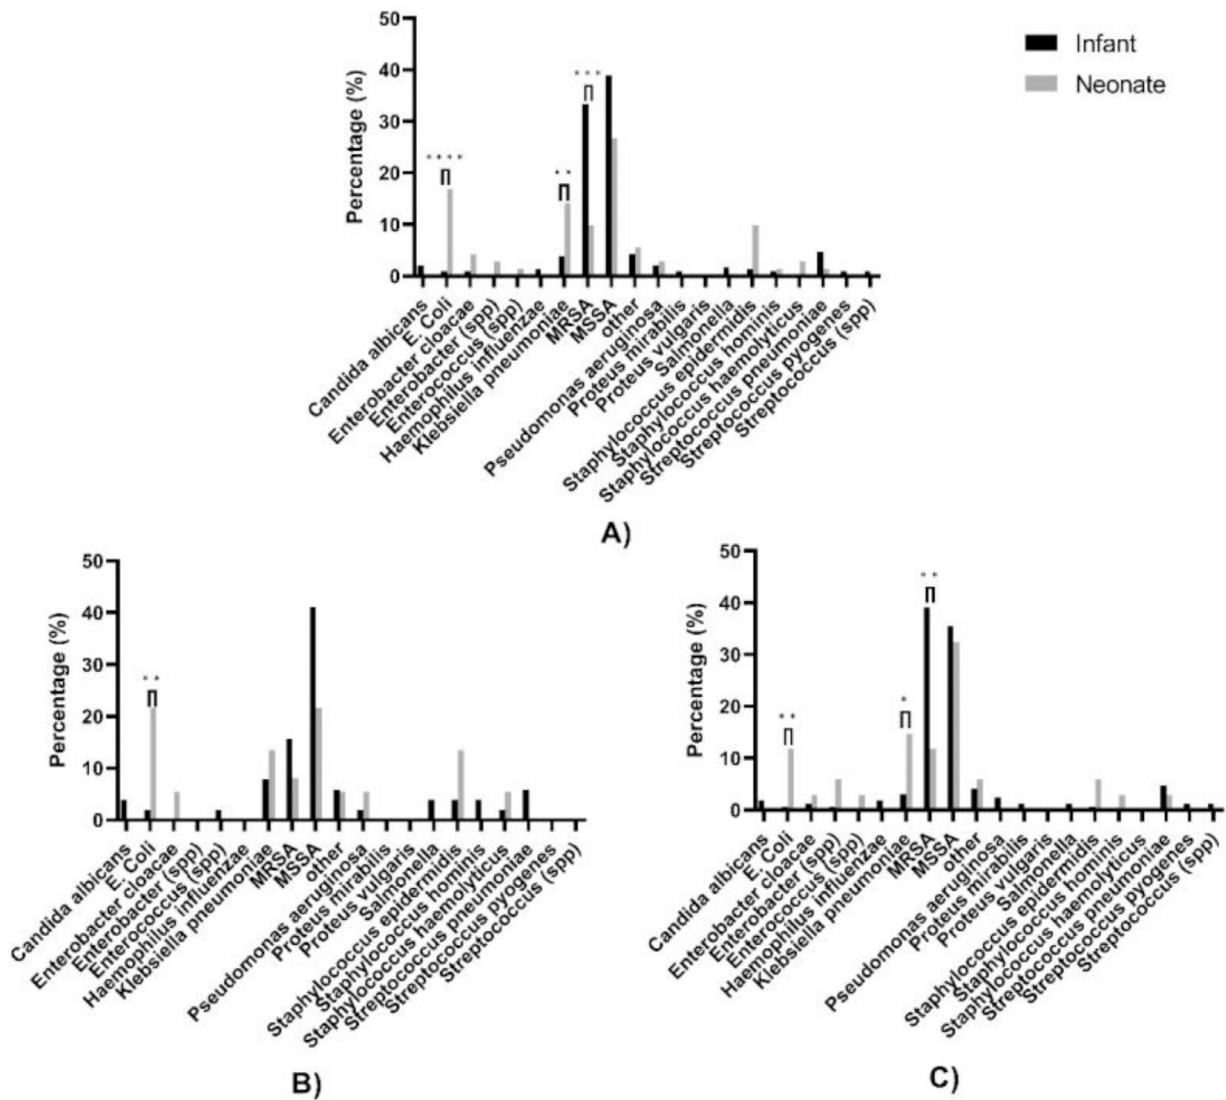 Infant
Neonate
Percentage (%)
50
40
30
20
10
0
****
**
***
Candida albicans
E. Coli
Enterobacter cloacae
Enterobacter (spp)
Enterococcus (spp)
Haemophilus influenzae
Klebsiella pneumoniae
MRSA
MSSA
other
Pseudomonas aeruginosa
Proteus mirabilis
Proteus vulgaris
Salmonella
Staphylococcus epidermidis
Staphylococcus hominis
Staphylococcus haemolyticus
Streptococcus pneumoniae
Streptococcus pyogenes
Streptococcus (spp)
A)
Percentage (%)
50
40
30
20
10
0
**
Candida albicans
E. Coli
Enterobacter cloacae
Enterobacter (spp)
Enterococcus (spp)
Haemophilus influenzae
Klebsiella pneumoniae
MRSA
MSSA
other
Pseudomonas aeruginosa
Proteus mirabilis
Proteus vulgaris
Salmonella
Staphylococcus epidermidis
Staphylococcus hominis
Staphylococcus haemolyticus
Streptococcus pneumoniae
Streptococcus pyogenes
Streptococcus (spp)
B)
Percentage (%)
50
40
30
20
10
0
**
*
**
Candida albicans
E. Coli
Enterobacter cloacae
Enterobacter (spp)
Enterococcus (spp)
Haemophilus influenzae
Klebsiella pneumoniae
MRSA
MSSA
other
Pseudomonas aeruginosa
Proteus mirabilis
Proteus vulgaris
Salmonella
Staphylococcus epidermidis
Staphylococcus hominis
Staphylococcus haemolyticus
Streptococcus pneumoniae
Streptococcus pyogenes
Streptococcus (spp)
C)